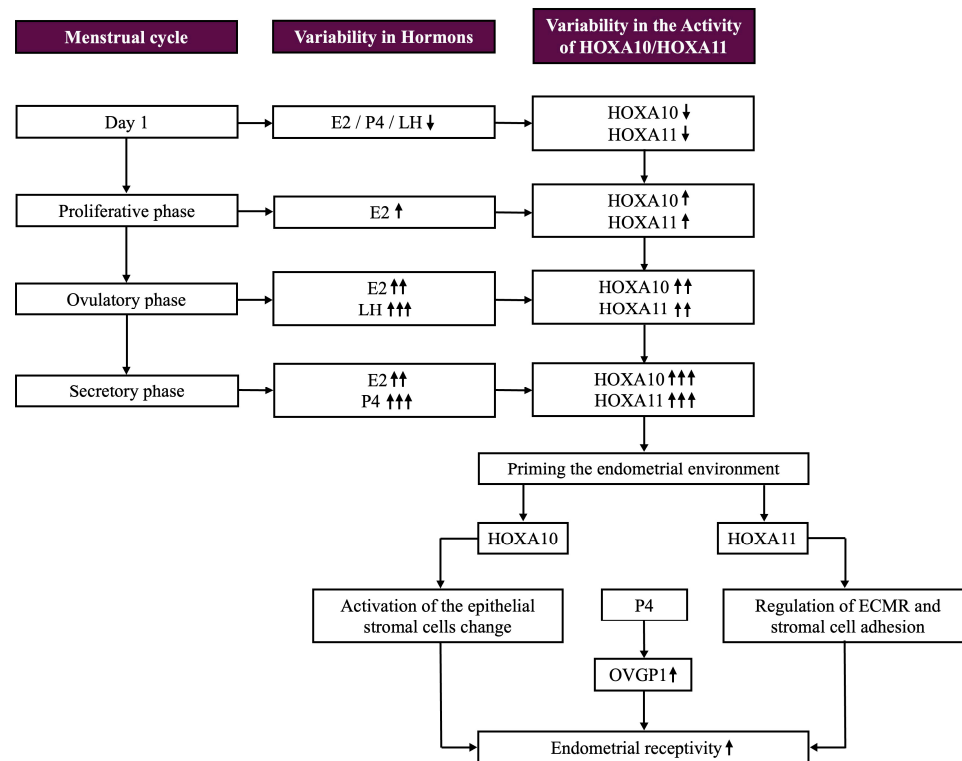 Menstrual cycle
Variability in Hormons
Variability in the Activity
of HOXA10/HOXA11
Day 1
E2 / P4 / LH ↓
HOXA10 ↓
HOXA11 ↓
Proliferative phase
E2 ↑
HOXA10 ↑
HOXA11 ↑
Ovulatory phase
E2 ↑↑
LH ↑↑↑
HOXA10 ↑↑
HOXA11 ↑↑
Secretory phase
E2 ↑↑
P4 ↑↑↑
HOXA10 ↑↑↑
HOXA11 ↑↑↑
Priming the endometrial environment
HOXA10
HOXA11
Activation of the epithelial
stromal cells change
P4
Regulation of ECMR and
stromal cell adhesion
OVGP1 ↑
Endometrial receptivity ↑